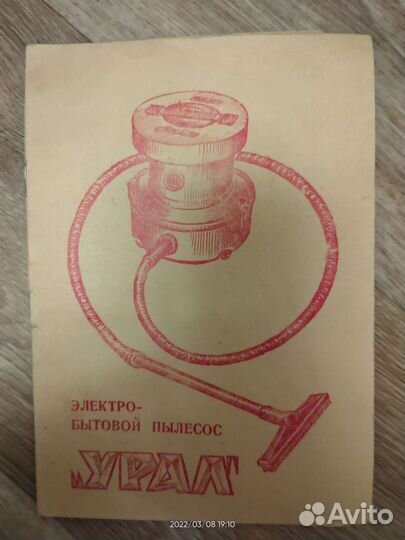 ЭЛЕКТРО-
БЫТОВОЙ ПЫЛЕСОС
„УРАЛ“
2022/03/08 19:10
Avito